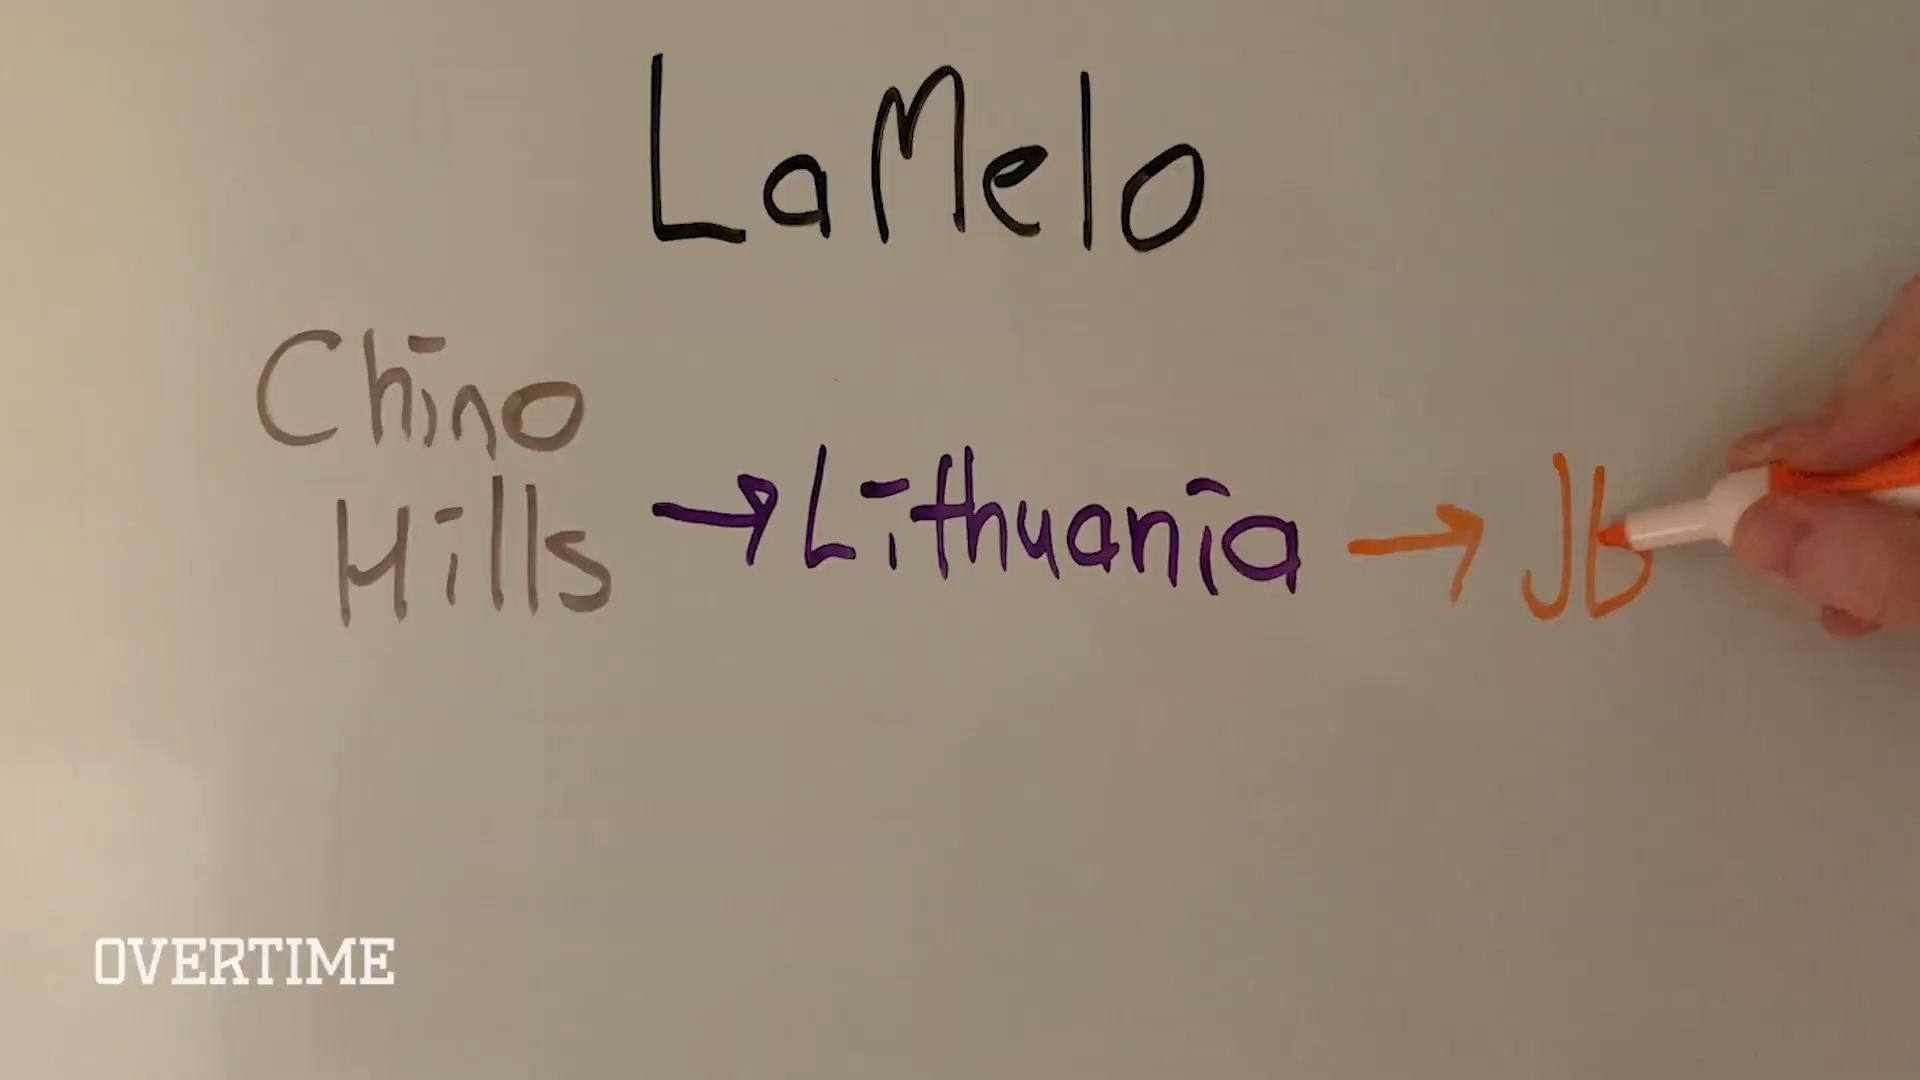 LaMelo
Chino
Hills
→ Lithuania → Jb
OVERTIME